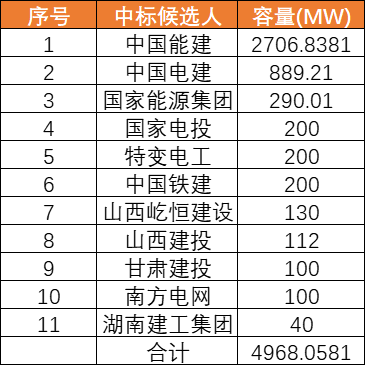 序号 中标候选人 容量(MW)
1 中国能建 2706.8381
2 中国电建 889.21
3 国家能源集团 290.01
4 国家电投 200
5 特变电工 200
6 中国铁建 200
7 山西屹恒建设 130
8 山西建投 112
9 甘肃建投 100
10 南方电网 100
11 湖南建工集团 40
合计 4968.0581